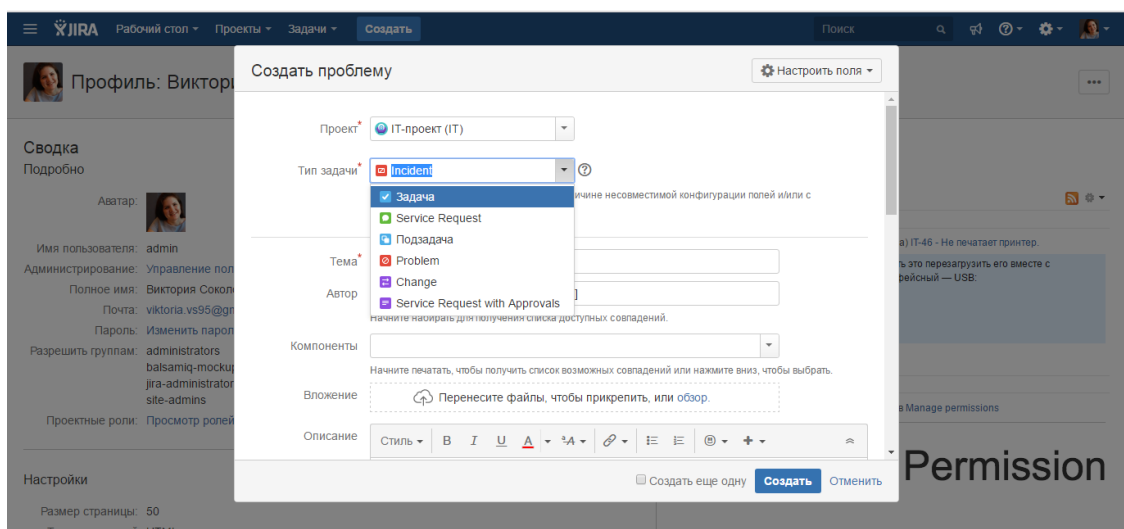 JIRA Рабочий стол Проекты Задачи Создать Поиск
Профиль: Виктори
Создать проблему Настроить поля
Проект* IT-проект (IT)
Тип задачи* Incident
ичине несовместимой конфигурации полей и/или с
Задача
Service Request
Подзадача
Problem
Change
Service Request with Approvals
Тема*
Автор ]
Начните набирать для получения списка доступных совпадений.
Компоненты
Начните печатать, чтобы получить список возможных совпадений или нажмите вниз, чтобы выбрать.
Вложение Перенесите файлы, чтобы прикрепить, или обзор.
Описание Стиль B I U A
Создать еще одну Создать Отменить
Сводка
Подробно
Аватар:
Имя пользователя: admin
Администрирование: Управление пол
Полное имя: Виктория Сокол
Почта: viktoria.vs95@gm
Пароль: Изменить парол
Разрешить группам: administrators
balsamiq-mockup
jira-administrator
site-admins
Проектные роли: Просмотр ролей
Настройки
Размер страницы: 50
а) IT-46 - Не печатает принтер.
ь это перезагрузить его вместе с
рейсный — USB:
в Manage permissions
Permission